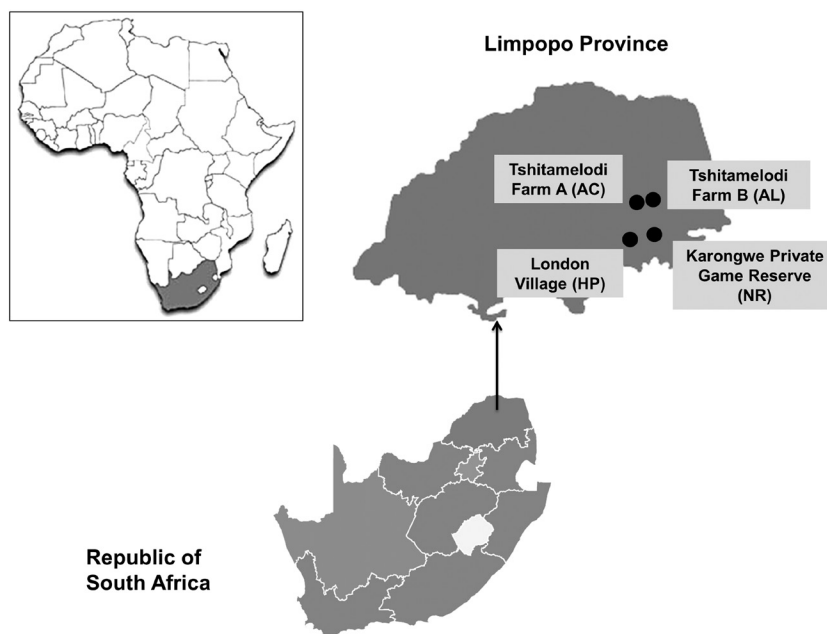 Limpopo Province
Tshitamelodi
Farm A (AC)
Tshitamelodi
Farm B (AL)
London
Village (HP)
Karongwe Private
Game Reserve
(NR)
Republic of
South Africa